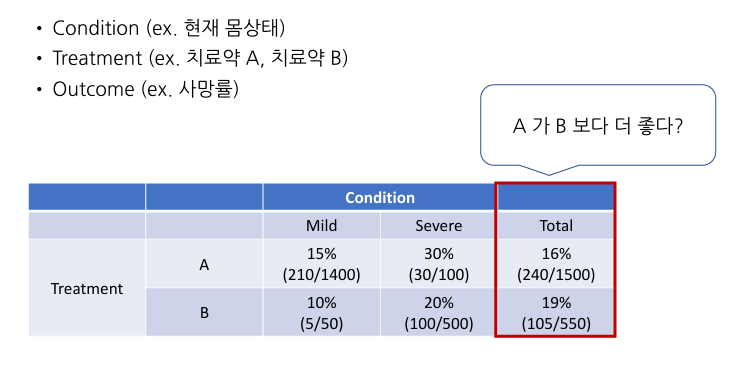 • Condition (ex. 현재 몸상태)
• Treatment (ex. 치료약 A, 치료약 B)
• Outcome (ex. 사망률)
A 가 B 보다 더 좋다?
Condition
Mild Severe Total
Treatment
A
15% 30% 16%
(210/1400) (30/100) (240/1500)
B
10% 20% 19%
(5/50) (100/500) (105/550)